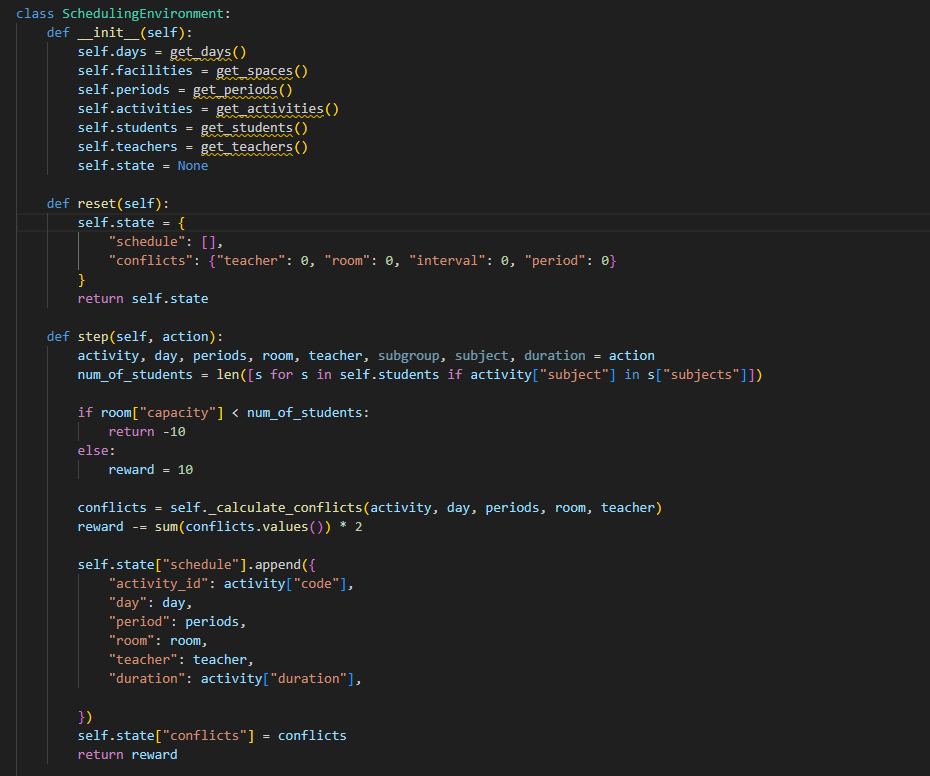 class SchedulingEnvironment:
    def __init__(self):
        self.days = get_days()
        self.facilities = get_spaces()
        self.periods = get_periods()
        self.activities = get_activities()
        self.students = get_students()
        self.teachers = get_teachers()
        self.state = None

    def reset(self):
        self.state = {
            "schedule": [],
            "conflicts": {"teacher": 0, "room": 0, "interval": 0, "period": 0}
        }
        return self.state

    def step(self, action):
        activity, day, periods, room, teacher, subgroup, subject, duration = action
        num_of_students = len([s for s in self.students if activity["subject"] in s["subjects"]])

        if room["capacity"] < num_of_students:
            return -10
        else:
            reward = 10

        conflicts = self._calculate_conflicts(activity, day, periods, room, teacher)
        reward -= sum(conflicts.values()) * 2

        self.state["schedule"].append({
            "activity_id": activity["code"],
            "day": day,
            "period": periods,
            "room": room,
            "teacher": teacher,
            "duration": activity["duration"],

        })
        self.state["conflicts"] = conflicts
        return reward